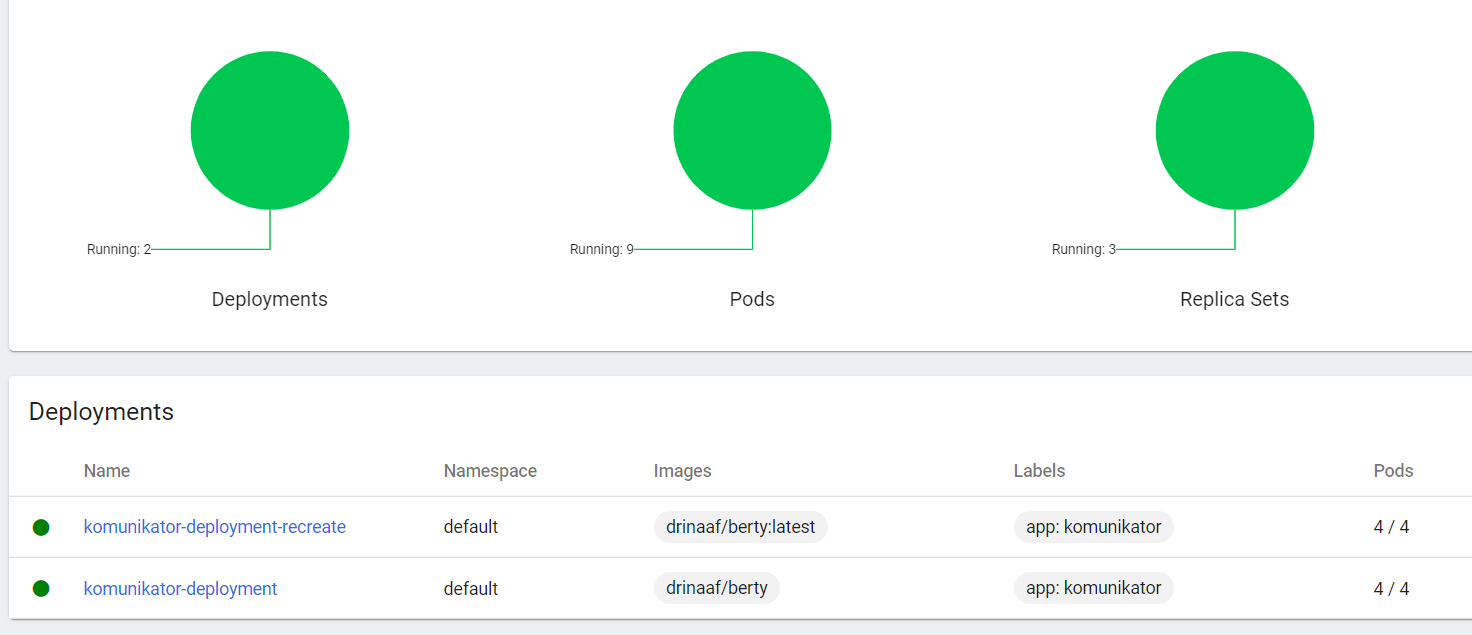 Running: 2
Running: 9
Running: 3
Deployments
Pods
Replica Sets
Deployments
Name Namespace Images Labels Pods
komunikator-deployment-recreate default drinaaf/berty:latest app: komunikator 4 / 4
komunikator-deployment default drinaaf/berty app: komunikator 4 / 4